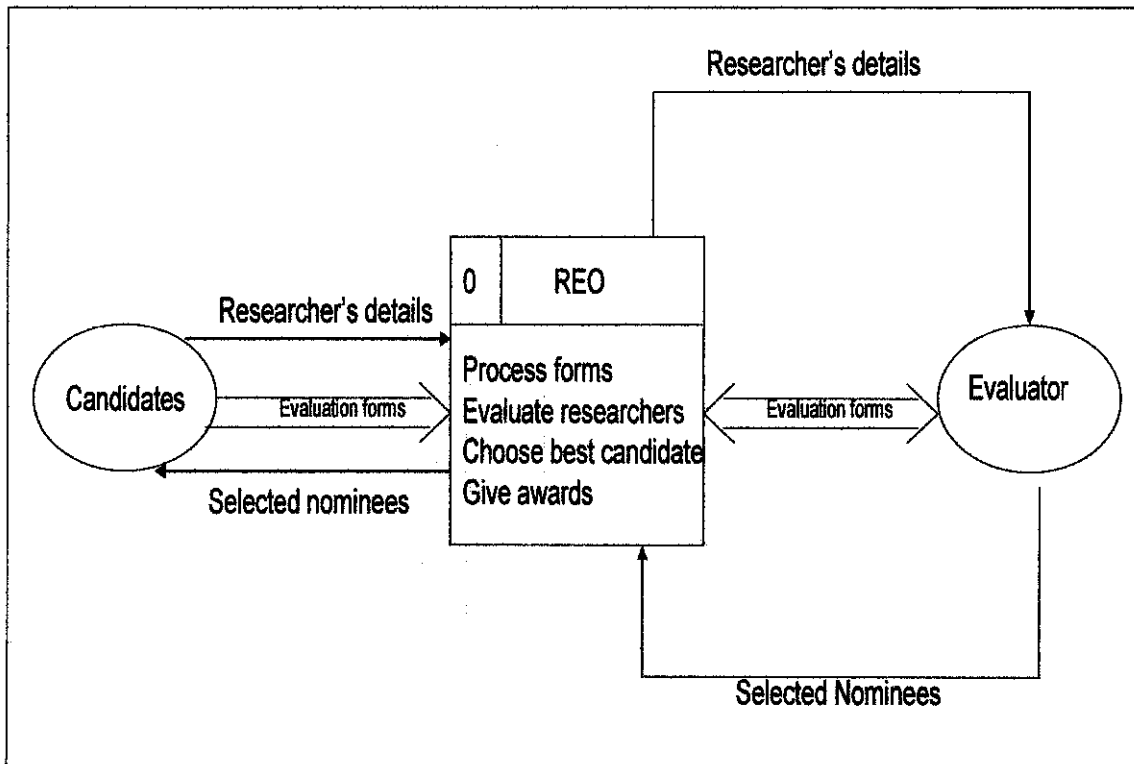 Researcher's details
0 REO
Researcher's details
Process forms
Evaluate researchers
Choose best candidate
Give awards
Candidates
Evaluation forms
Selected nominees
Evaluation forms
Evaluator
Selected Nominees